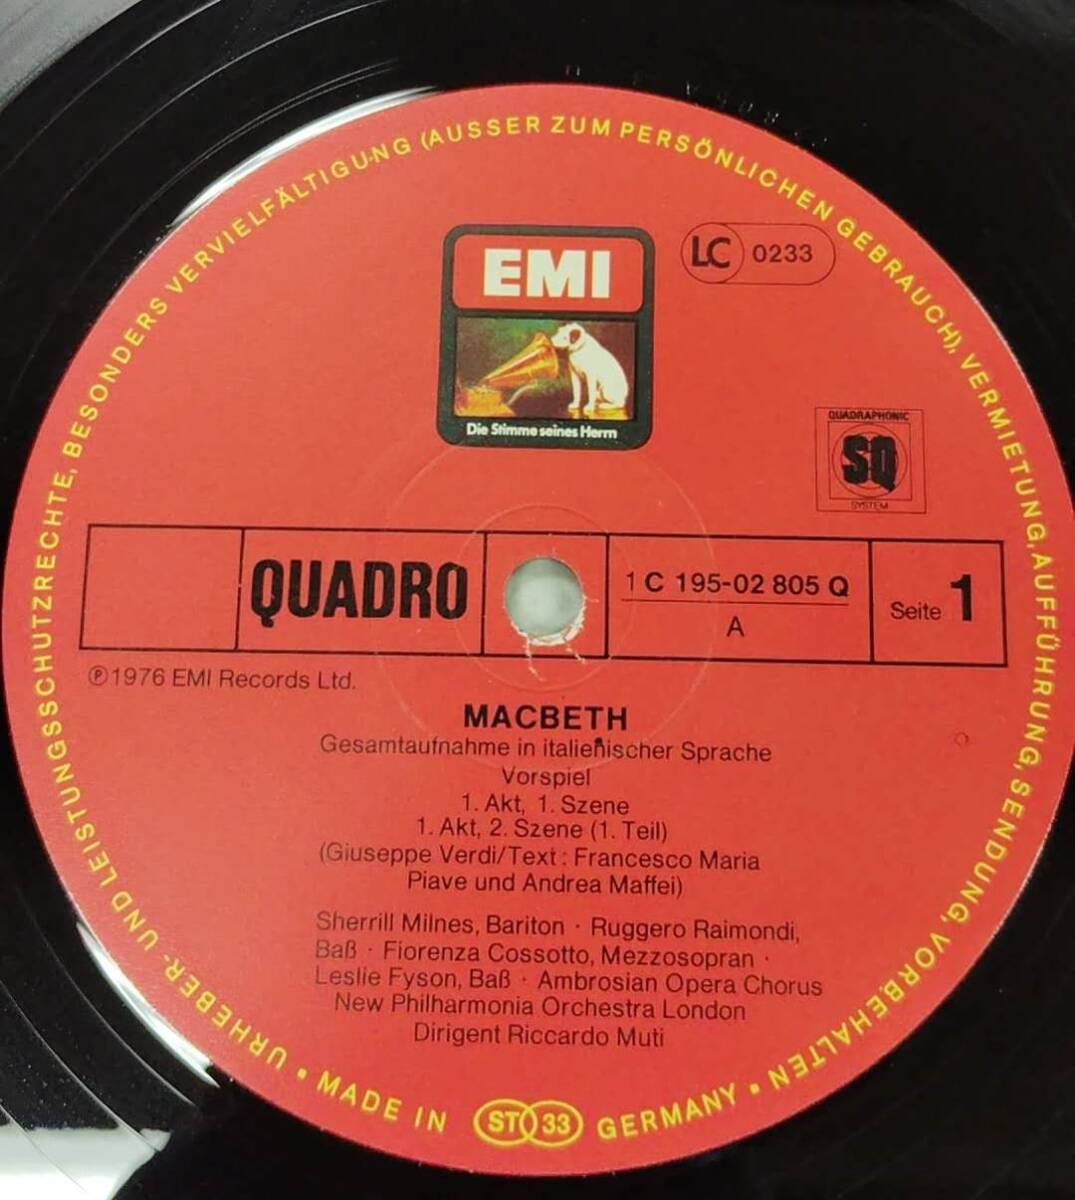 URHEBER- UND LEISTUNGSSCHUTZRECHTE, BESONDERS VERVIELFÄLTIGUNG (AUSSER ZUM PERSÖNLICHEN GEBRAUCH), VERMIETUNG, AUFFÜHRUNG, SENDUNG, VORBEHALTEN
EMI
LC 0233
Die Stimme seines Herrn
QUADRAPHONIC
SQ
SYSTEM
QUADRO
1 C 195-02 805 Q
A
Seite 1
℗ 1976 EMI Records Ltd.
MACBETH
Gesamtaufnahme in italienischer Sprache
Vorspiel
1. Akt, 1. Szene
1. Akt, 2. Szene (1. Teil)
(Giuseppe Verdi/Text: Francesco Maria
Piave und Andrea Maffei)
Sherrill Milnes, Bariton · Ruggero Raimondi,
Baß · Fiorenza Cossotto, Mezzosopran ·
Leslie Fyson, Baß · Ambrosian Opera Chorus
New Philharmonia Orchestra London
Dirigent Riccardo Muti
• MADE IN ST 33 GERMANY •